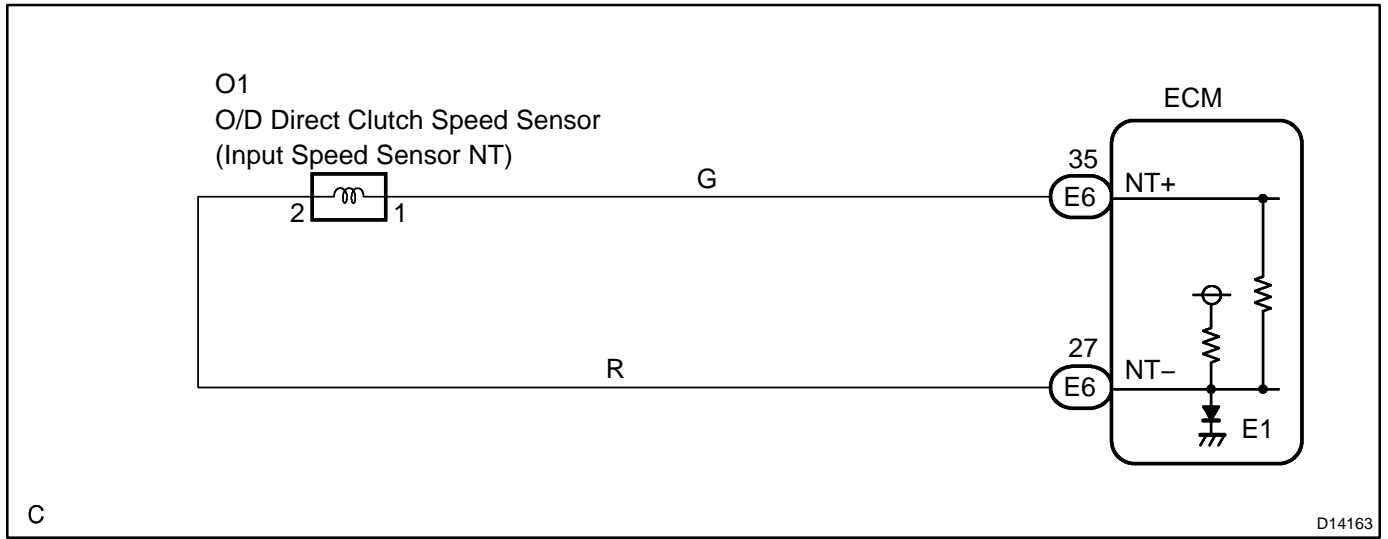 O1
O/D Direct Clutch Speed Sensor
(Input Speed Sensor NT)
ECM
2
1
G
35
E6
NT+
R
27
E6
NT−
E1
C
D14163